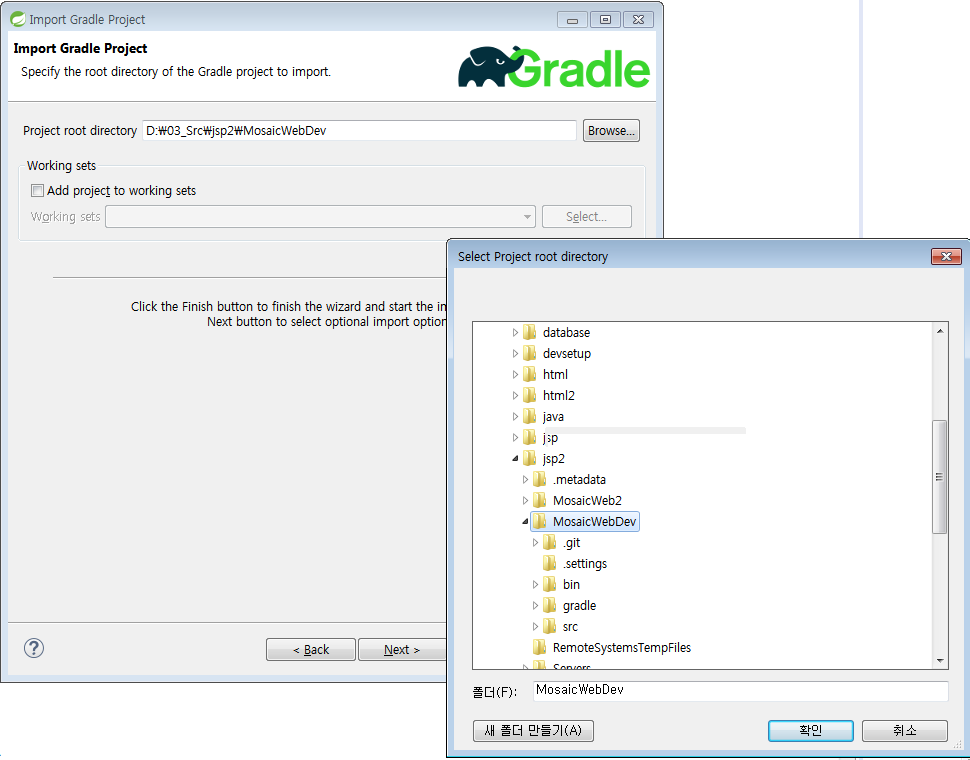 Import Gradle Project
Import Gradle Project
Specify the root directory of the Gradle project to import.
Gradle
Project root directory D:₩03_Src₩jsp2₩MosaicWebDev Browse...
Working sets
Add project to working sets
Working sets Select...
Click the Finish button to finish the wizard and start the
Next button to select optional import
? < Back Next >
Select Project root directory
database
devsetup
html
html2
java
jsp
jsp2
.metadata
MosaicWeb2
MosaicWebDev
.git
.settings
bin
gradle
src
RemoteSystemsTempFiles
Servers
폴더(F): MosaicWebDev
새 폴더 만들기(A) 확인 취소